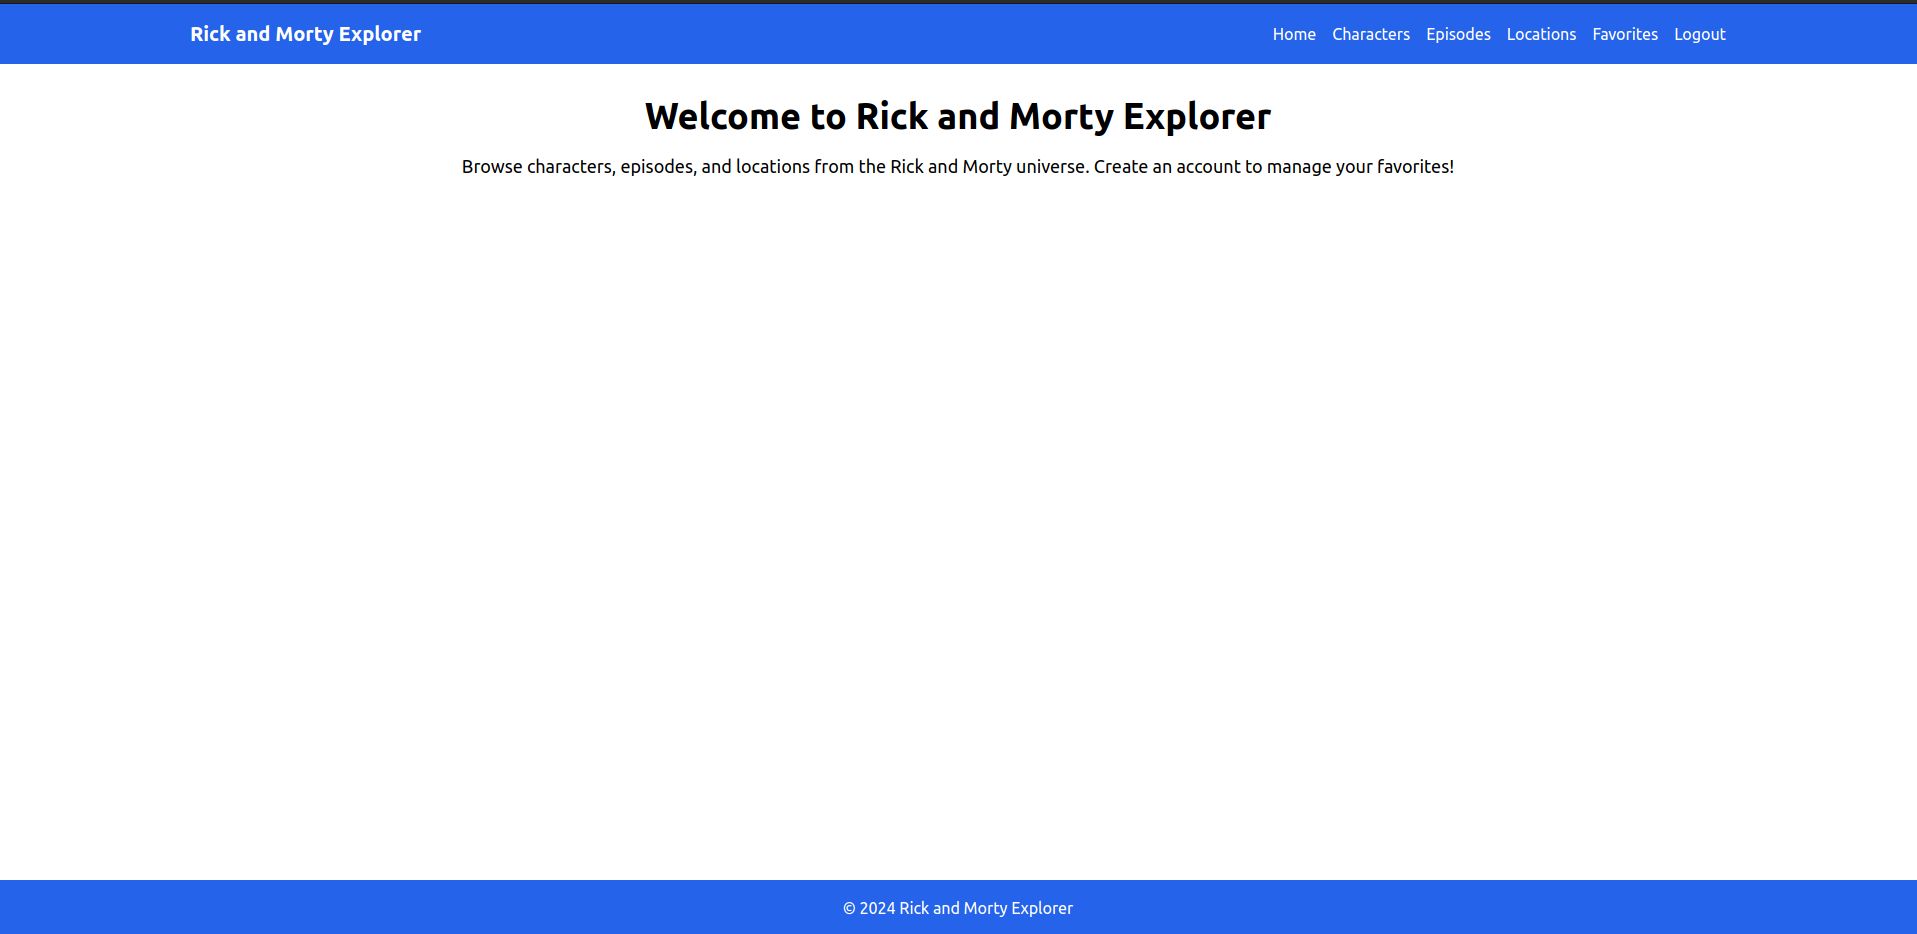 Rick and Morty Explorer
Home Characters Episodes Locations Favorites Logout
Welcome to Rick and Morty Explorer
Browse characters, episodes, and locations from the Rick and Morty universe. Create an account to manage your favorites!
© 2024 Rick and Morty Explorer